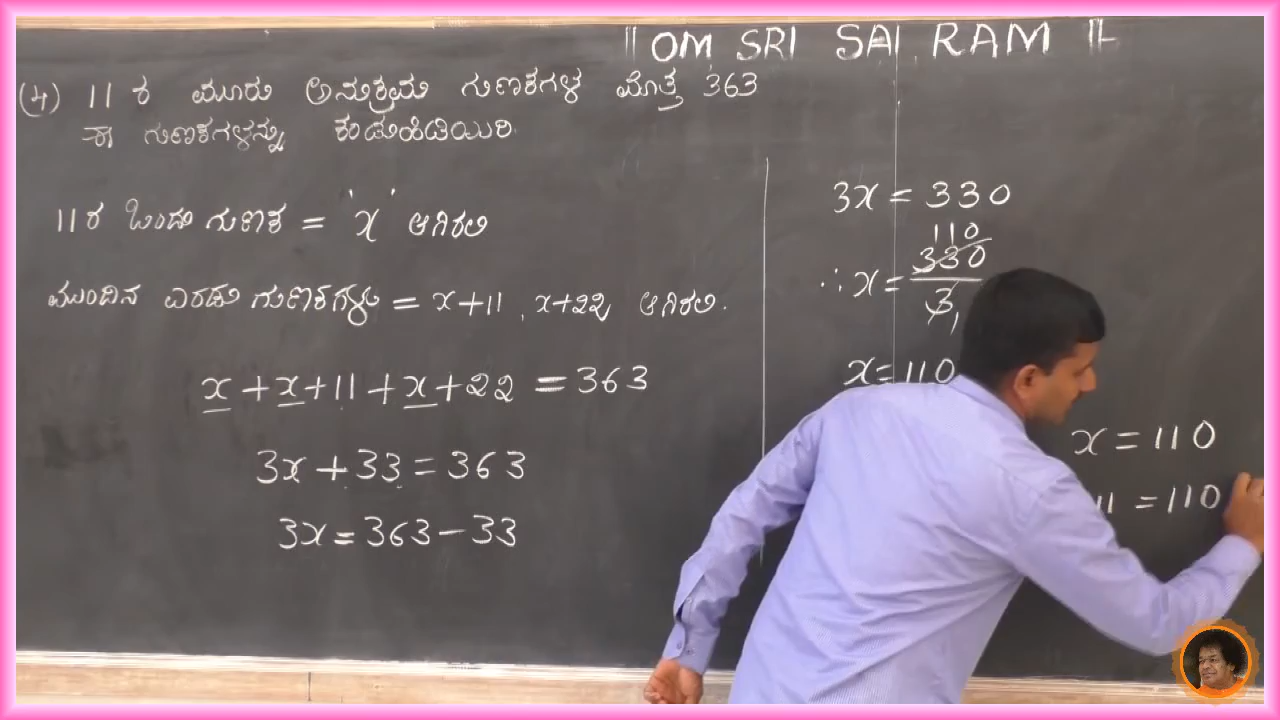 || OM SRI SAI RAM ||
(4) 11 ರ ಮೂರು ಅನುಕ್ರಮ ಗುಣಕಗಳ ಮೊತ್ತ 363
ಈ ಗುಣಕಗಳನ್ನು ಕಂಡುಹಿಡಿಯಿರಿ.
11ರ ಒಂದು ಗುಣಕ = 'x' ಆಗಿರಲಿ
ಮುಂದಿನ ಎರಡು ಗುಣಕಗಳು = x+11, x+22 ಆಗಿರಲಿ.
x + x + 11 + x + 22 = 363
3x + 33 = 363
3x = 363 - 33
3x = 330
110
∴ x = 330/3
1
x = 110
x = 110
11 = 110